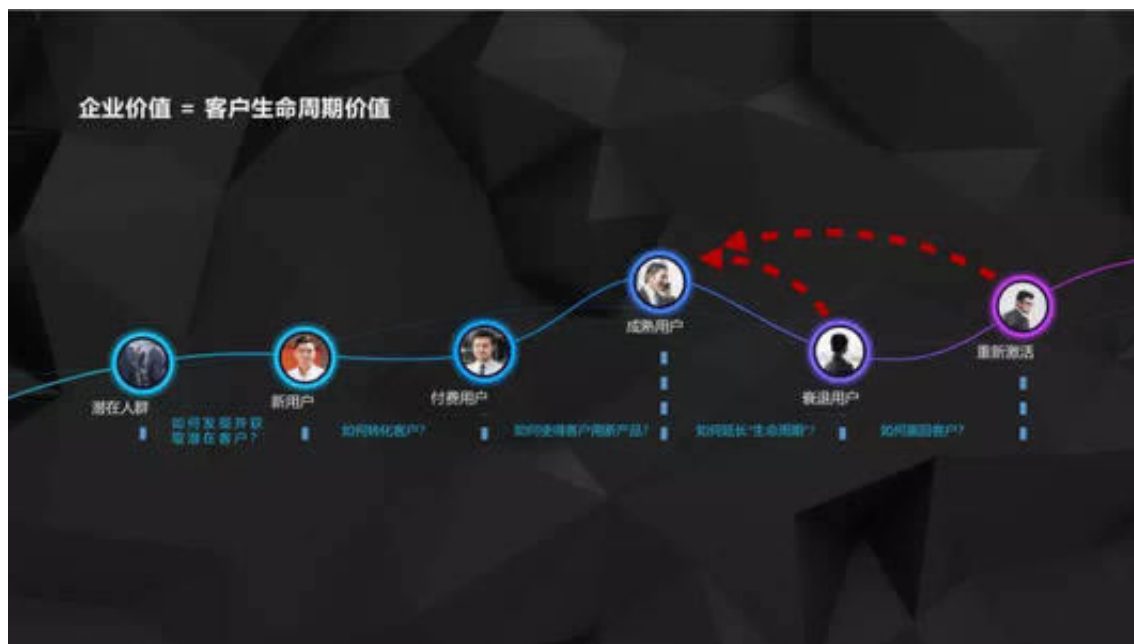 企业价值 = 客户生命周期价值
成熟用户
重新激活
新用户
付费用户
衰退用户
潜在人群
如何发现并获
取潜在客户?
如何转化客户?
如何使得客户用新产品?
如何延长"生命周期"?
如何赢回客户?